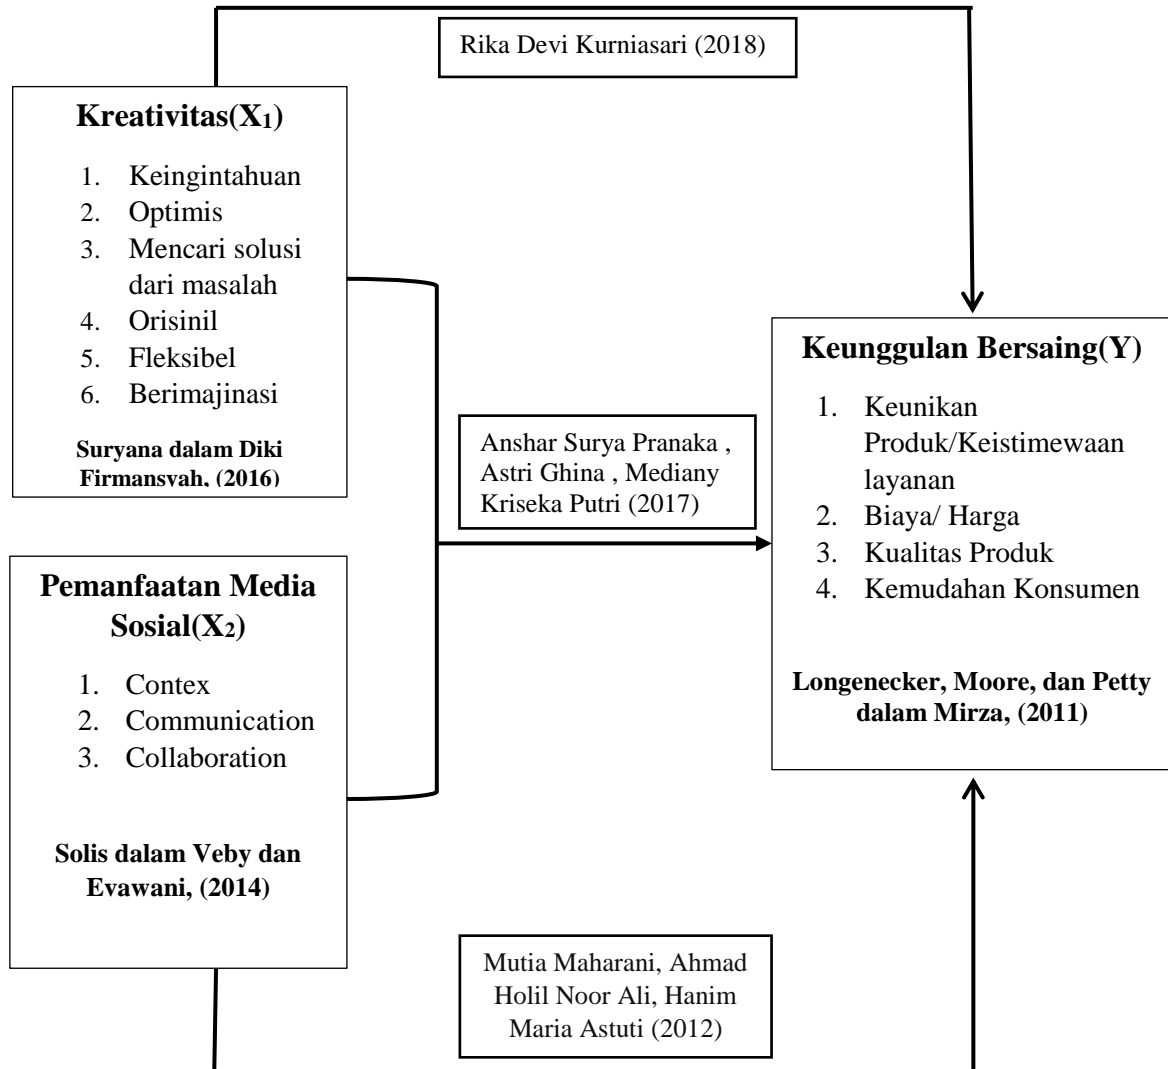 Rika Devi Kurniasari (2018)
Kreativitas(X₁)
1. Keingintahuan
2. Optimis
3. Mencari solusi
dari masalah
4. Orisinil
5. Fleksibel
6. Berimajinasi
Suryana dalam Diki
Firmansyah, (2016)
Anshar Surya Pranaka ,
Astri Ghina , Mediany
Kriseka Putri (2017)
Keunggulan Bersaing(Y)
1. Keunikan
Produk/Keistimewaan
layanan
2. Biaya/ Harga
3. Kualitas Produk
4. Kemudahan Konsumen
Longenecker, Moore, dan Petty
dalam Mirza, (2011)
Pemanfaatan Media
Sosial(X₂)
1. Contex
2. Communication
3. Collaboration
Solis dalam Veby dan
Evawani, (2014)
Mutia Maharani, Ahmad
Holil Noor Ali, Hanim
Maria Astuti (2012)